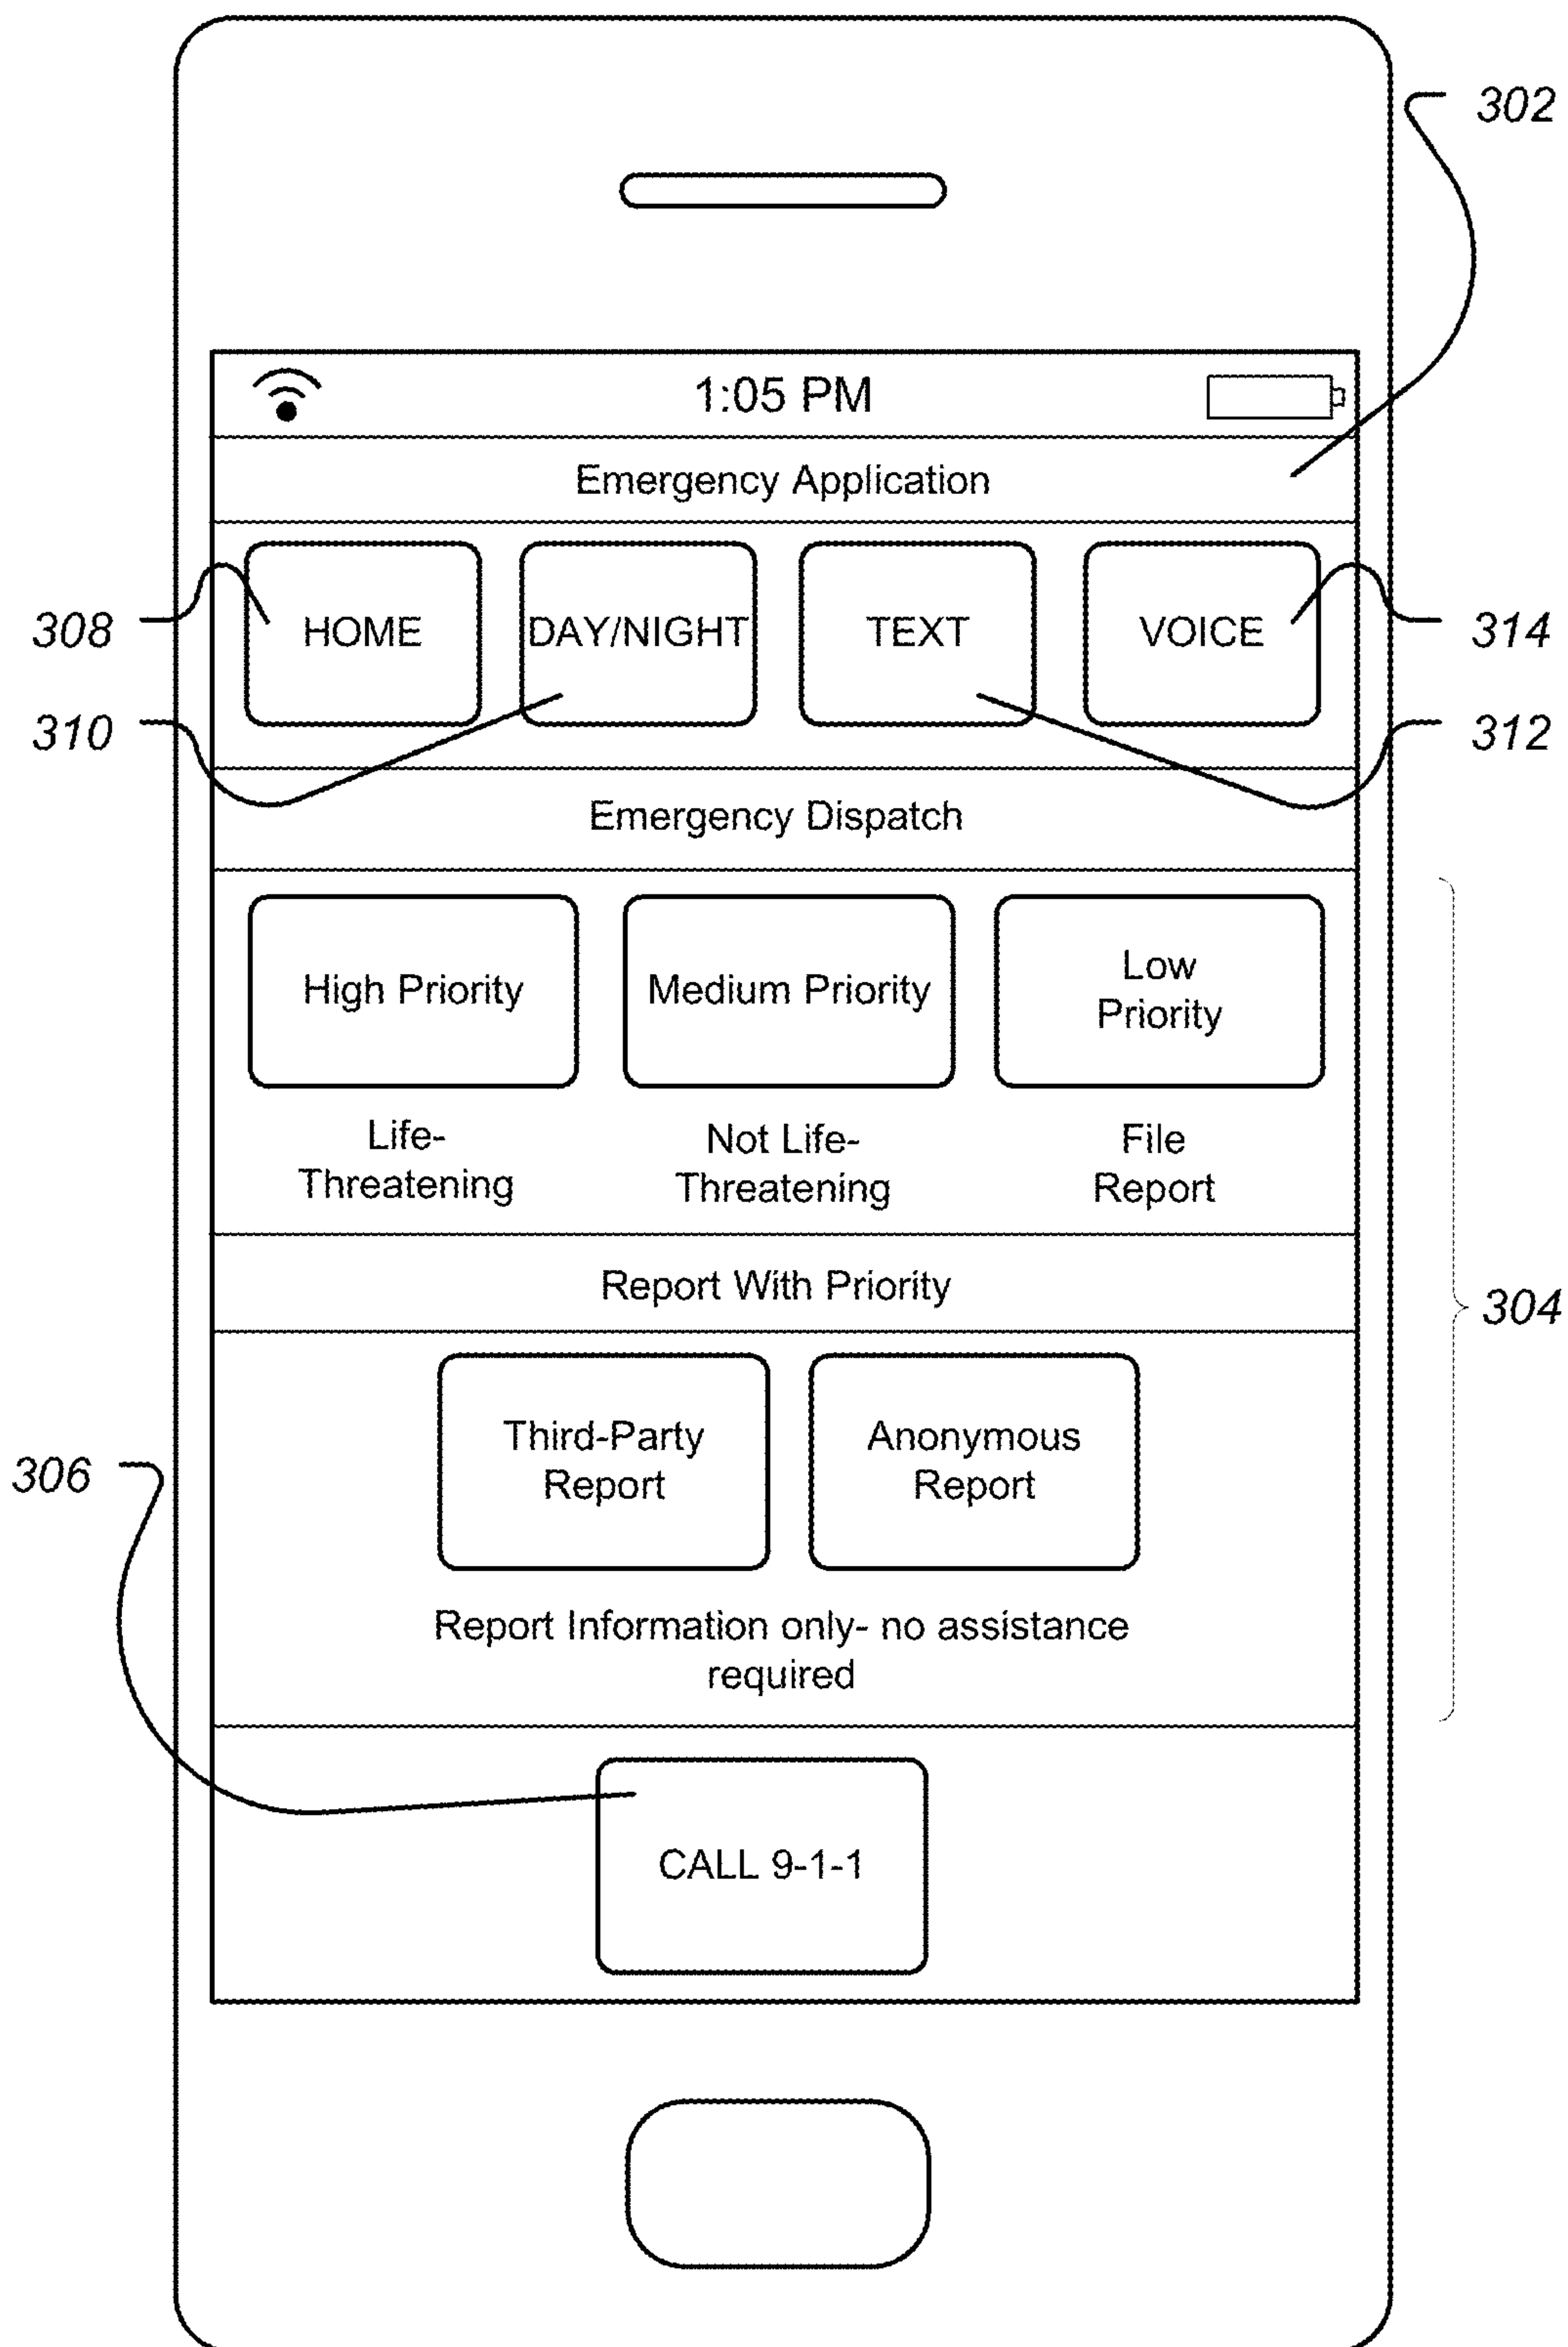 302
1:05 PM
Emergency Application
308
HOME
DAY/NIGHT
TEXT
VOICE
314
310
312
Emergency Dispatch
High Priority
Medium Priority
Low
Priority
Life-
Threatening
Not Life-
Threatening
File
Report
Report With Priority
304
Third-Party
Report
Anonymous
Report
306
Report Information only- no assistance
required
CALL 9-1-1